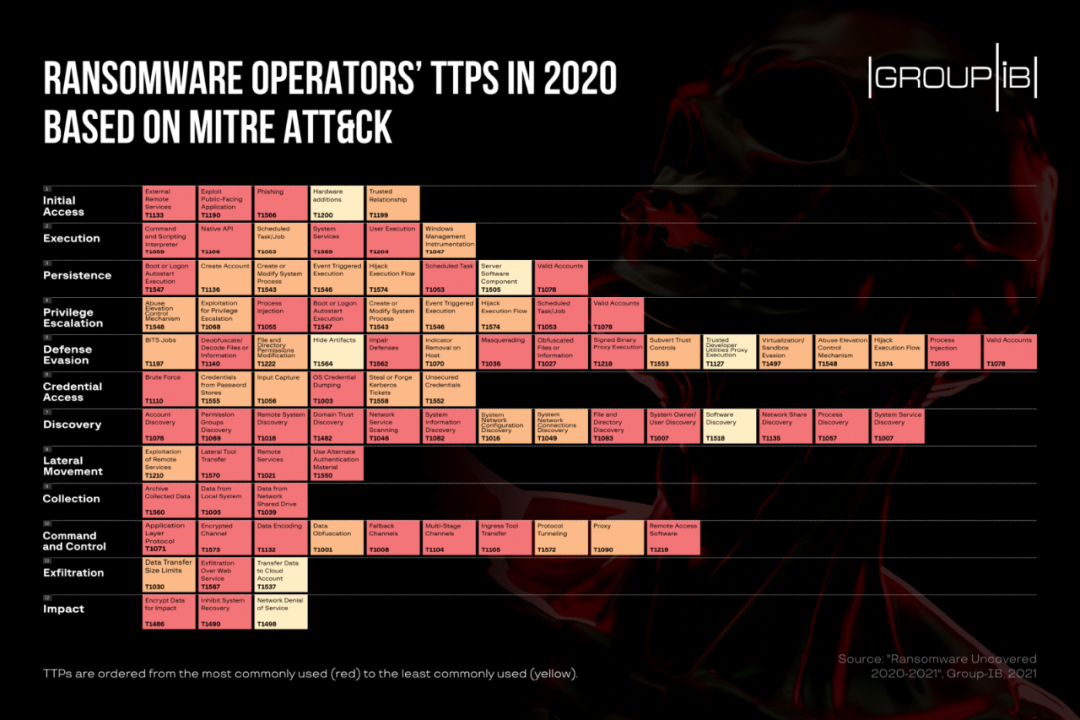 RANSOMWARE OPERATORS' TTPS IN 2020
BASED ON MITRE ATT&CK
GROUP IB
1
Initial
Access
External
Remote
Services
T1133
Exploit
Public-Facing
Application
T1190
Phishing
T1566
Hardware
additions
T1200
Trusted
Relationship
T1199
2
Execution
Command
and Scripting
Interpreter
T1059
Native API
T1106
Scheduled
Task/Job
T1053
System
Services
T1569
User Execution
T1204
Windows
Management
Instrumentation
T1047
3
Persistence
Boot or Logon
Autostart
Execution
T1547
Create Account
T1136
Create or
Modify System
Process
T1543
Event Triggered
Execution
T1546
Hijack
Execution Flow
T1574
Scheduled Task
T1053
Server
Software
Component
T1505
Valid Accounts
T1078
4
Privilege
Escalation
Abuse
Elevation
Control
Mechanism
T1548
Exploitation
for Privilege
Escalation
T1068
Process
Injection
T1055
Boot or Logon
Autostart
Execution
T1547
Create or
Modify System
Process
T1543
Event Triggered
Execution
T1546
Hijack
Execution Flow
T1574
Scheduled
Task/Job
T1053
Valid Accounts
T1078
5
Defense
Evasion
BITS Jobs
T1197
Deobfuscare/
Decode Files or
Information
T1140
File and
Directory
Permissions
Modification
T1222
Hide Artifacts
T1564
Impair
Defenses
T1562
Indicator
Removal on
Host
T1070
Masquerading
T1036
Obfuscated
Files or
Information
T1027
Signed Binary
Proxy Execution
T1218
Subvert Trust
Controls
T1553
Trusted
Developer
Utilities Proxy
Execution
T1127
Virtualization/
Sandbox
Evasion
T1497
Abuse Elevation
Control
Mechanism
T1548
Hijack
Execution Flow
T1574
Process
Injection
T1055
Valid Accounts
T1078
6
Credential
Access
Brute Force
T1110
Credentials
from Password
Stores
T1555
Input Capture
T1056
OS Credential
Dumping
T1003
Steal or Forge
Kerberos
Tickets
T1558
Unsecured
Credentials
T1552
7
Discovery
Account
Discovery
T1078
Permission
Groups
Discovery
T1069
Remote System
Discovery
T1018
Domain Trust
Discovery
T1482
Network
Service
Scanning
T1046
System
Information
Discovery
T1082
System
Network
Configuration
Discovery
T1016
System
Network
Connections
Discovery
T1049
File and
Directory
Discovery
T1083
System Owner/
User Discovery
T1007
Software
Discovery
T1518
Network Share
Discovery
T1135
Process
Discovery
T1057
System Service
Discovery
T1007
8
Lateral
Movement
Exploitation
of Remote
Services
T1210
Lateral Tool
Transfer
T1570
Remote
Services
T1021
Use Alternate
Authentication
Material
T1550
9
Collection
Archive
Collected Data
T1560
Data from
Local System
T1005
Data from
Network
Shared Drive
T1039
10
Command
and Control
Application
Layer
Protocol
T1071
Encrypted
Channel
T1573
Data Encoding
T1132
Data
Obfuscation
T1001
Fallback
Channels
T1008
Multi-Stage
Channels
T1104
Ingress Tool
Transfer
T1105
Protocol
Tunneling
T1572
Proxy
T1090
Remote Access
Software
T1219
11
Exfiltration
Data Transfer
Size Limits
T1030
Exfiltration
Over Web
Service
T1567
Transfer Data
to Cloud
Account
T1537
12
Impact
Encrypt Data
for Impact
T1486
Inhibit System
Recovery
T1490
Network Denial
of Service
T1498
TTPs are ordered from the most commonly used (red) to the least commonly used (yellow).
Source: "Ransomware Uncovered
2020-2021", Group-IB, 2021